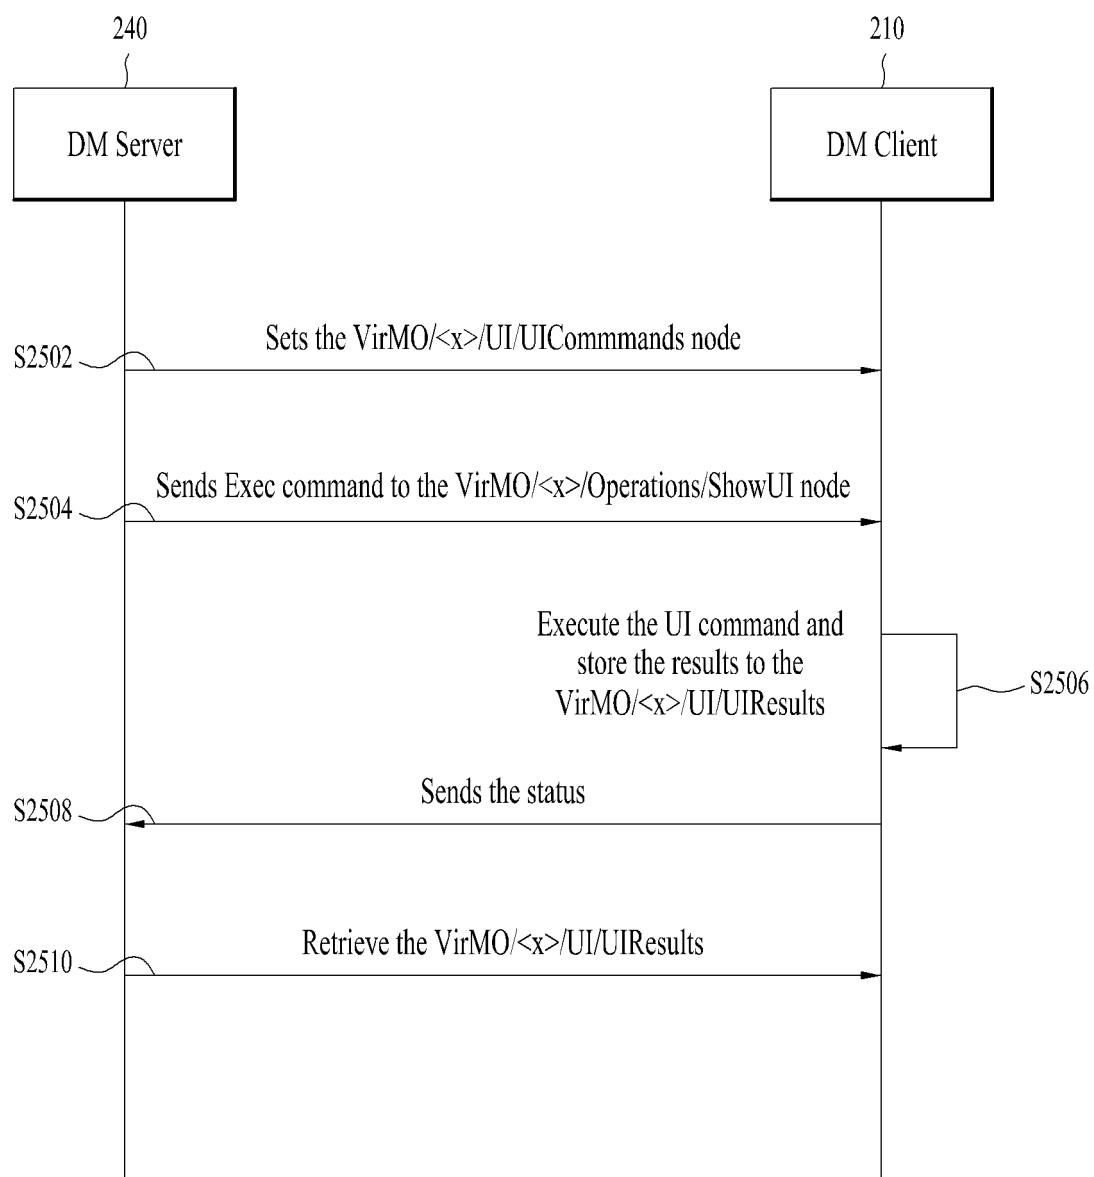 240
210
DM Server
DM Client
Sets the VirMO/<x>/UI/UICommmands node
S2502
Sends Exec command to the VirMO/<x>/Operations/ShowUI node
S2504
Execute the UI command and
store the results to the
VirMO/<x>/UI/UIResults
S2506
Sends the status
S2508
Retrieve the VirMO/<x>/UI/UIResults
S2510